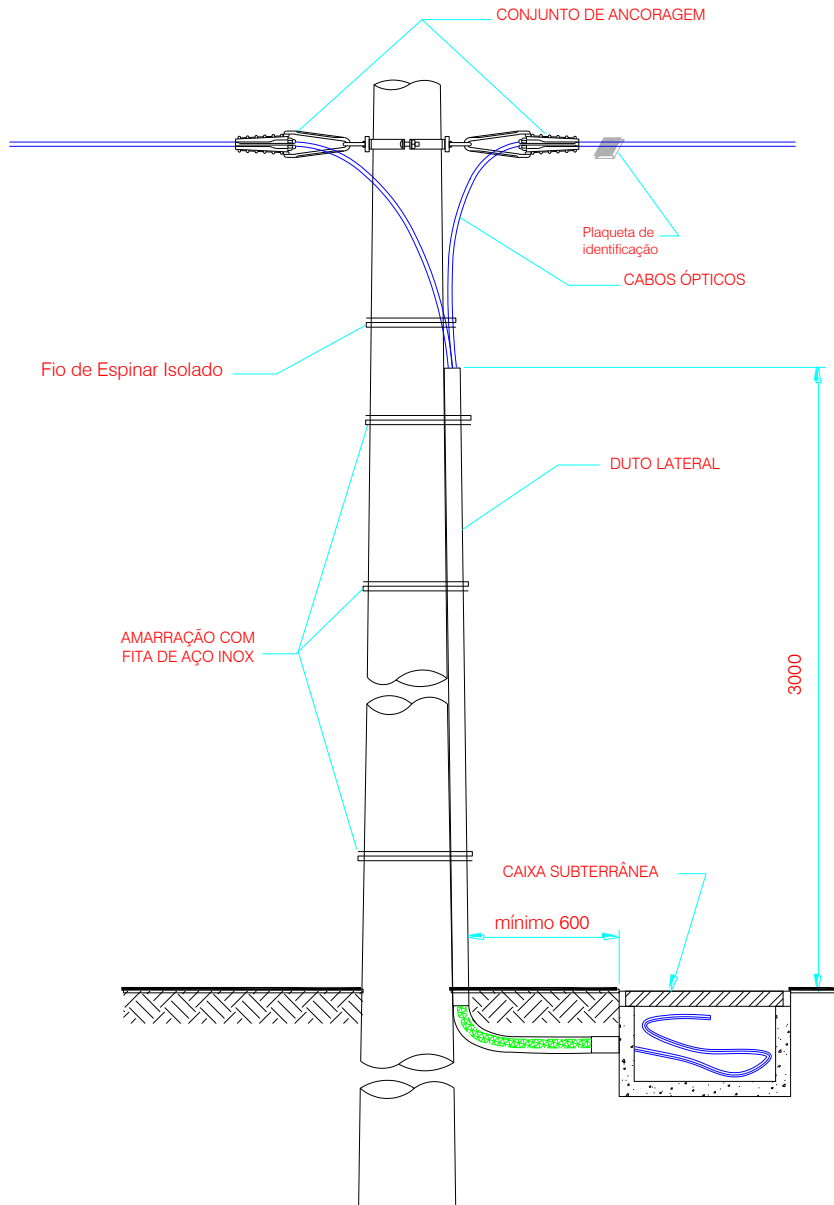 CONJUNTO DE ANCORAGEM
Plaqueta de
identificação
CABOS ÓPTICOS
Fio de Espinar Isolado
DUTO LATERAL
AMARRAÇÃO COM
FITA DE AÇO INOX
3000
CAIXA SUBTERRÂNEA
mínimo 600